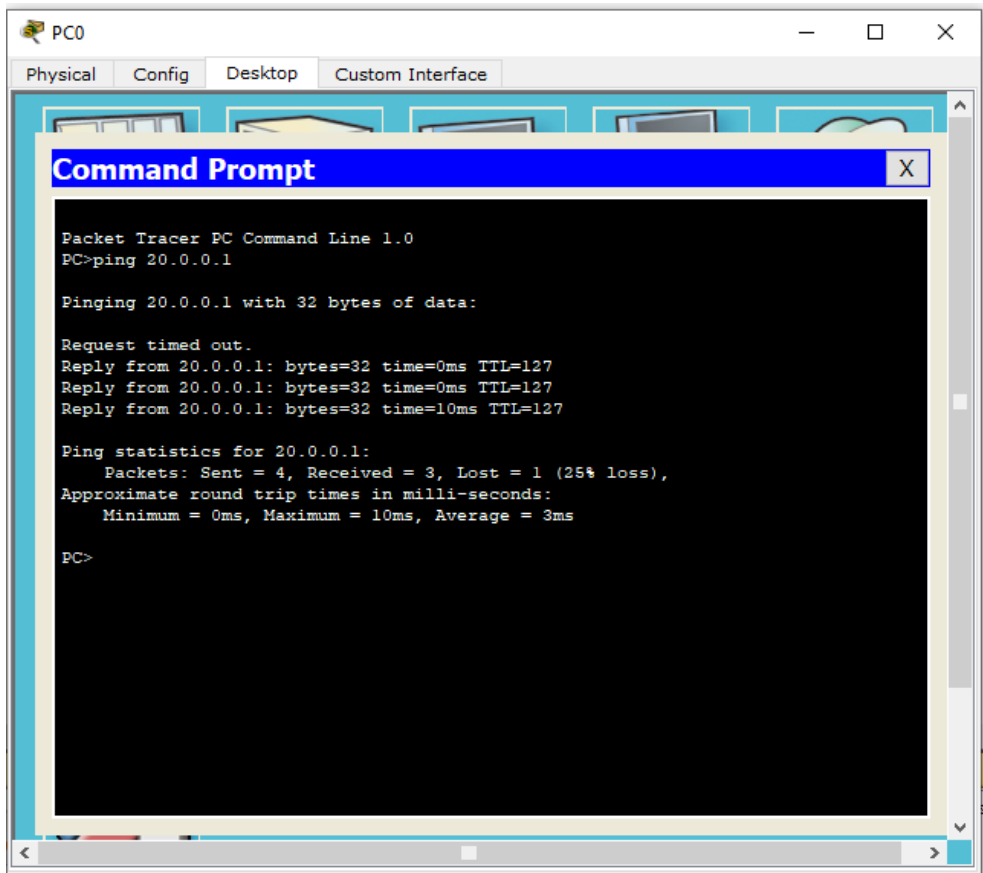 PC0
Physical Config Desktop Custom Interface
Command Prompt X
Packet Tracer PC Command Line 1.0
PC>ping 20.0.0.1
Pinging 20.0.0.1 with 32 bytes of data:
Request timed out.
Reply from 20.0.0.1: bytes=32 time=0ms TTL=127
Reply from 20.0.0.1: bytes=32 time=0ms TTL=127
Reply from 20.0.0.1: bytes=32 time=10ms TTL=127
Ping statistics for 20.0.0.1:
Packets: Sent = 4, Received = 3, Lost = 1 (25% loss),
Approximate round trip times in milli-seconds:
Minimum = 0ms, Maximum = 10ms, Average = 3ms
PC>